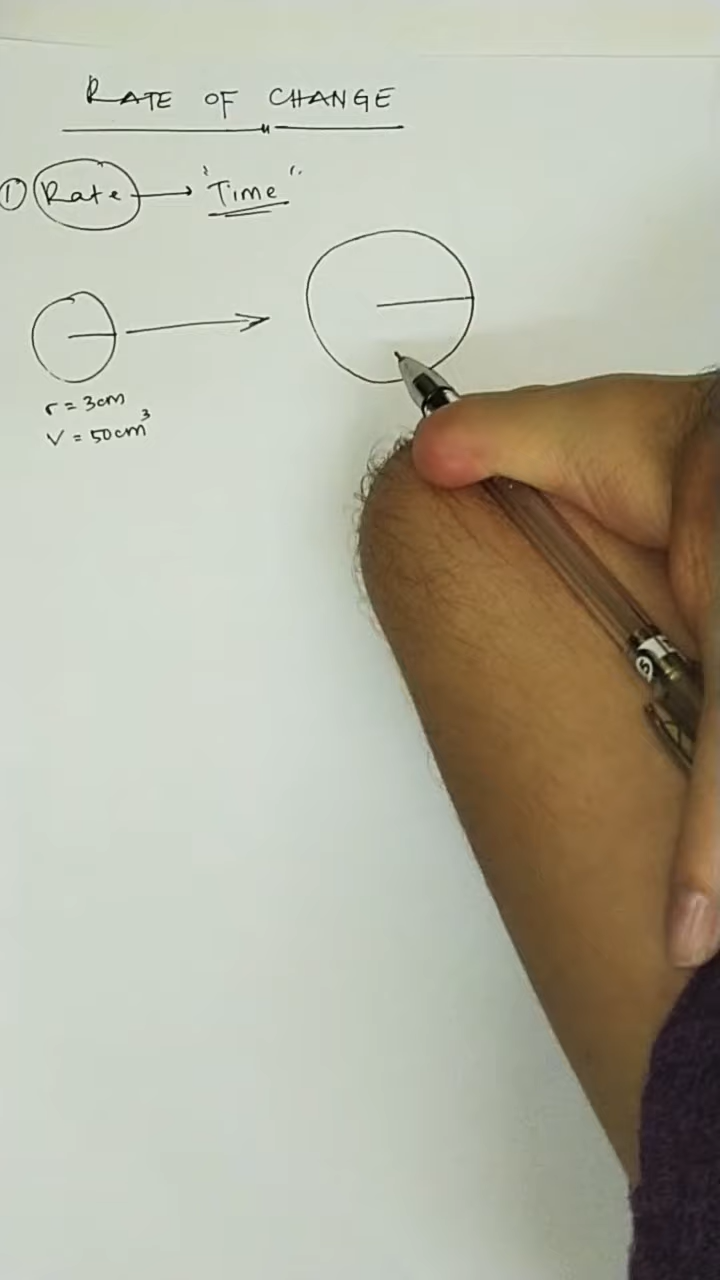 RATE OF CHANGE
① Rate → "Time"
r = 3cm
V = 50cm³